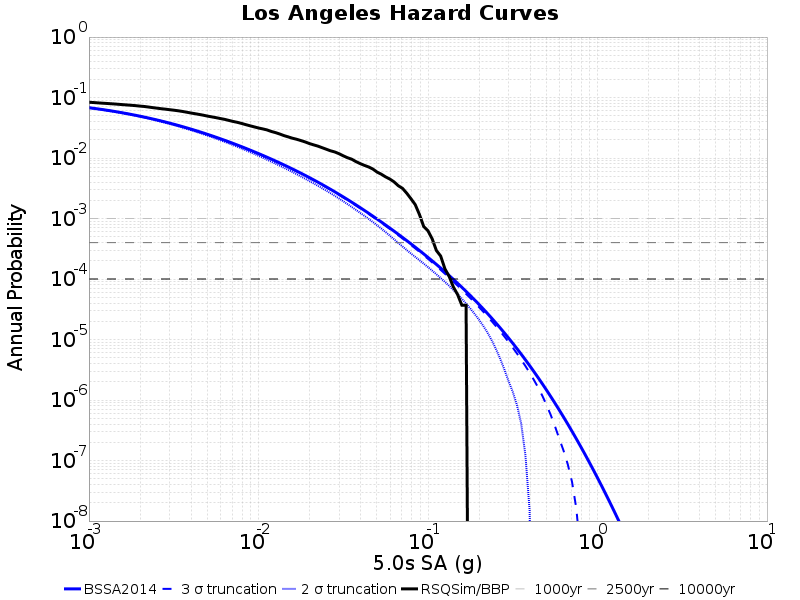 Los Angeles Hazard Curves
Annual Probability
10^0
10^-1
10^-2
10^-3
10^-4
10^-5
10^-6
10^-7
10^-8
10^-3 10^-2 10^-1 10^0 10^1
5.0s SA (g)
BSSA2014 3 σ truncation 2 σ truncation RSQSim/BBP 1000yr 2500yr 10000yr